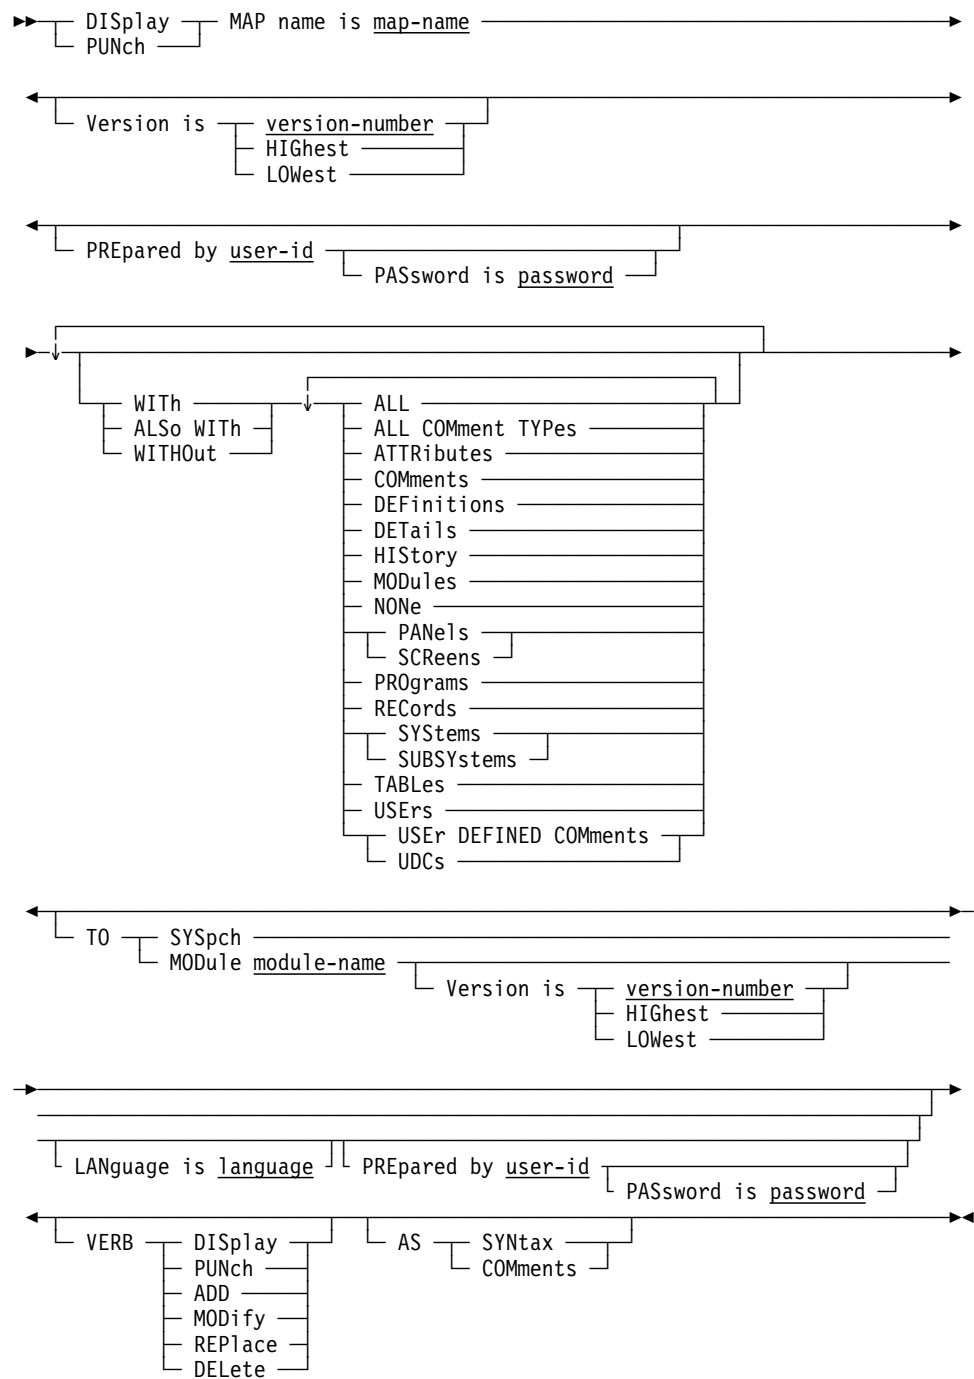 DISplay MAP name is map-name
PUNch
Version is version-number
HIGhest
LOWest
PREpared by user-id
PASsword is password
WITh ALL
ALSo WITh ALL COMment TYPes
WITHOut ATTRibutes
COMments
DEFinitions
DETails
HIStory
MODules
NONe
PANels
SCReens
PROgrams
RECords
SYStems
SUBSYstems
TABLes
USErs
USEr DEFINED COMments
UDCs
TO SYSpch
MODule module-name
Version is version-number
HIGhest
LOWest
LANguage is language PREpared by user-id
PASsword is password
VERB DISplay AS SYNtax
PUNch COMments
ADD
MODify
REPlace
DELete